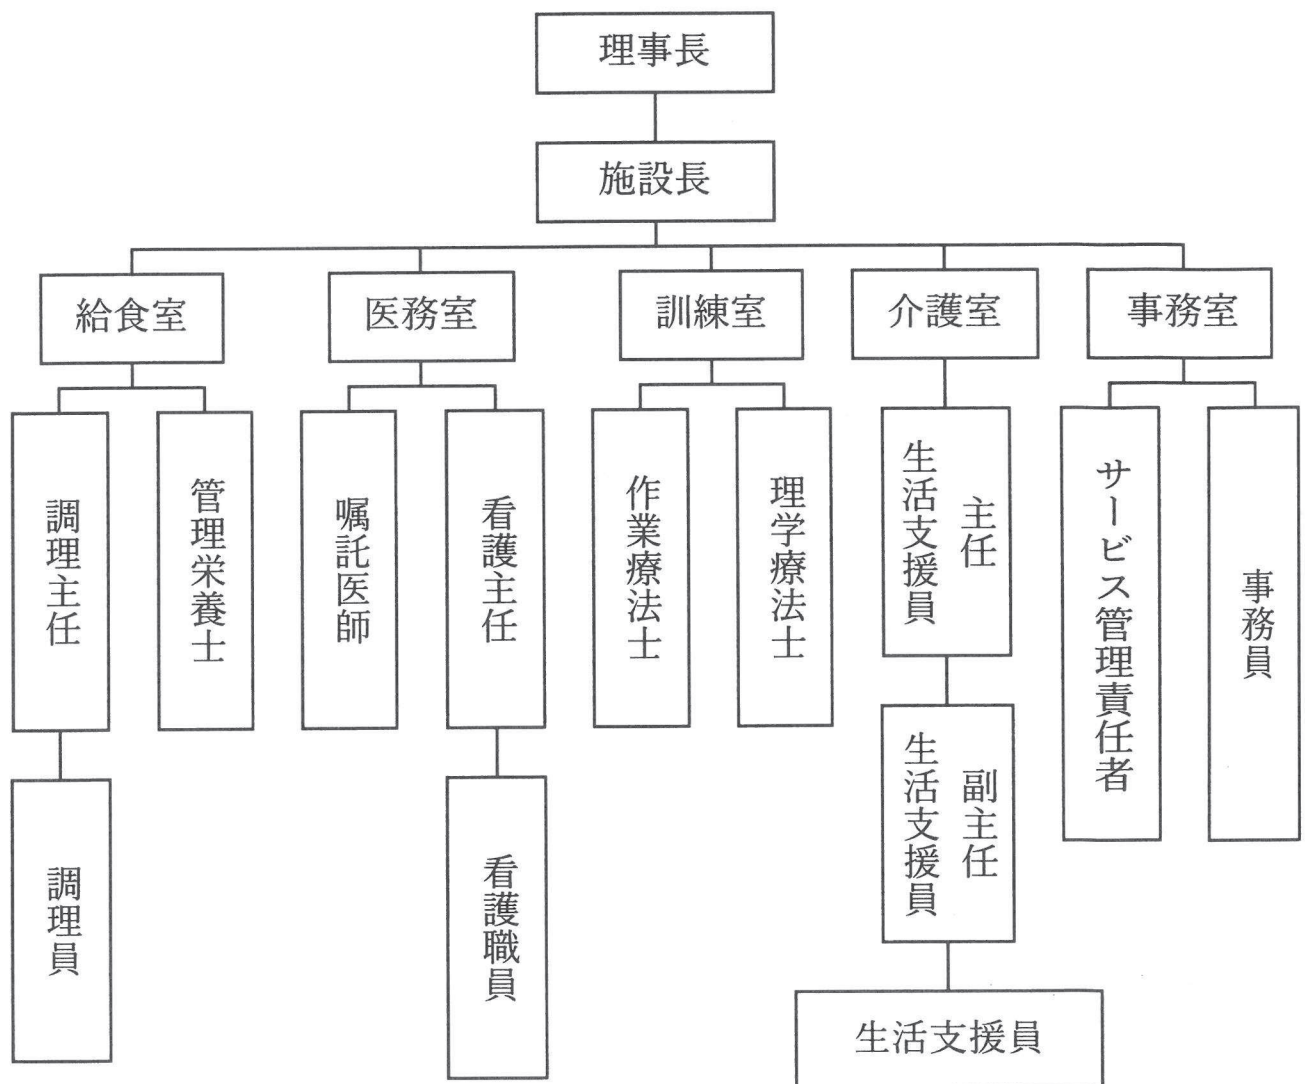 理事長
施設長
給食室
医務室
訓練室
介護室
事務室
調理主任
管理栄養士
嘱託医師
看護主任
作業療法士
理学療法士
主任
生活支援員
サービス管理責任者
事務員
副主任
生活支援員
調理員
看護職員
生活支援員